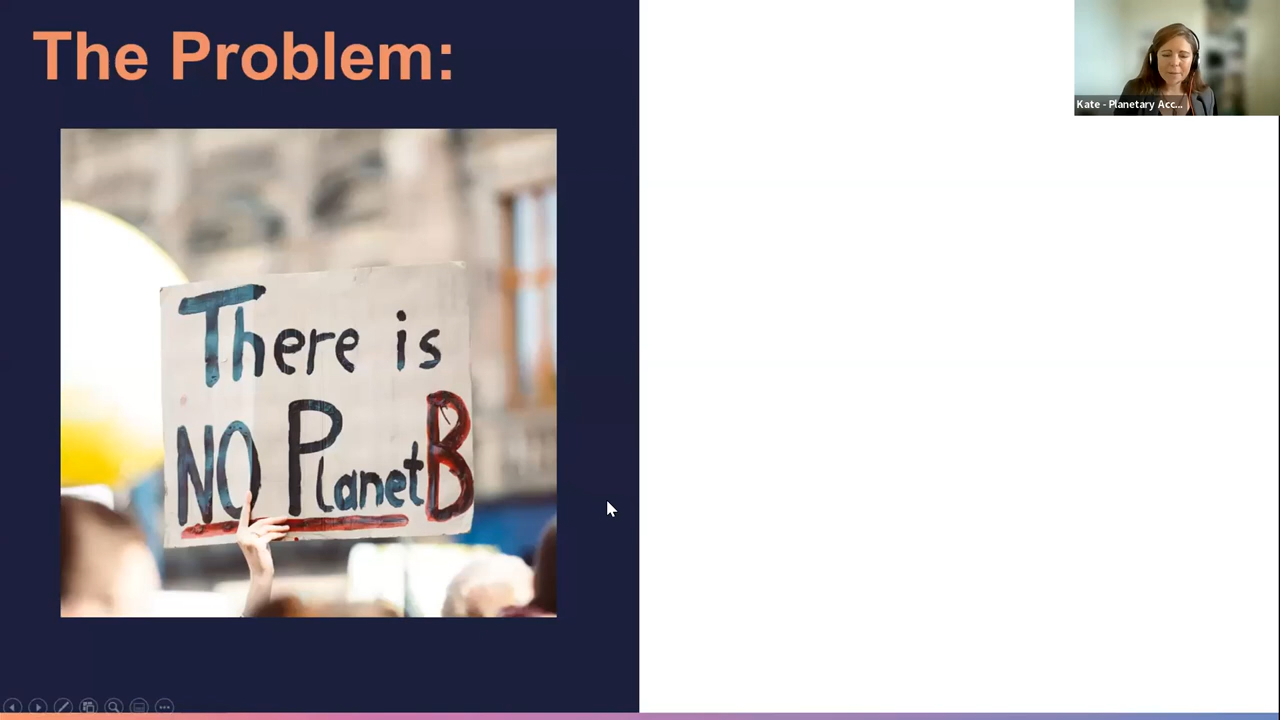 The Problem:
There is
NO Planet B
Kate - Planetary Acc...